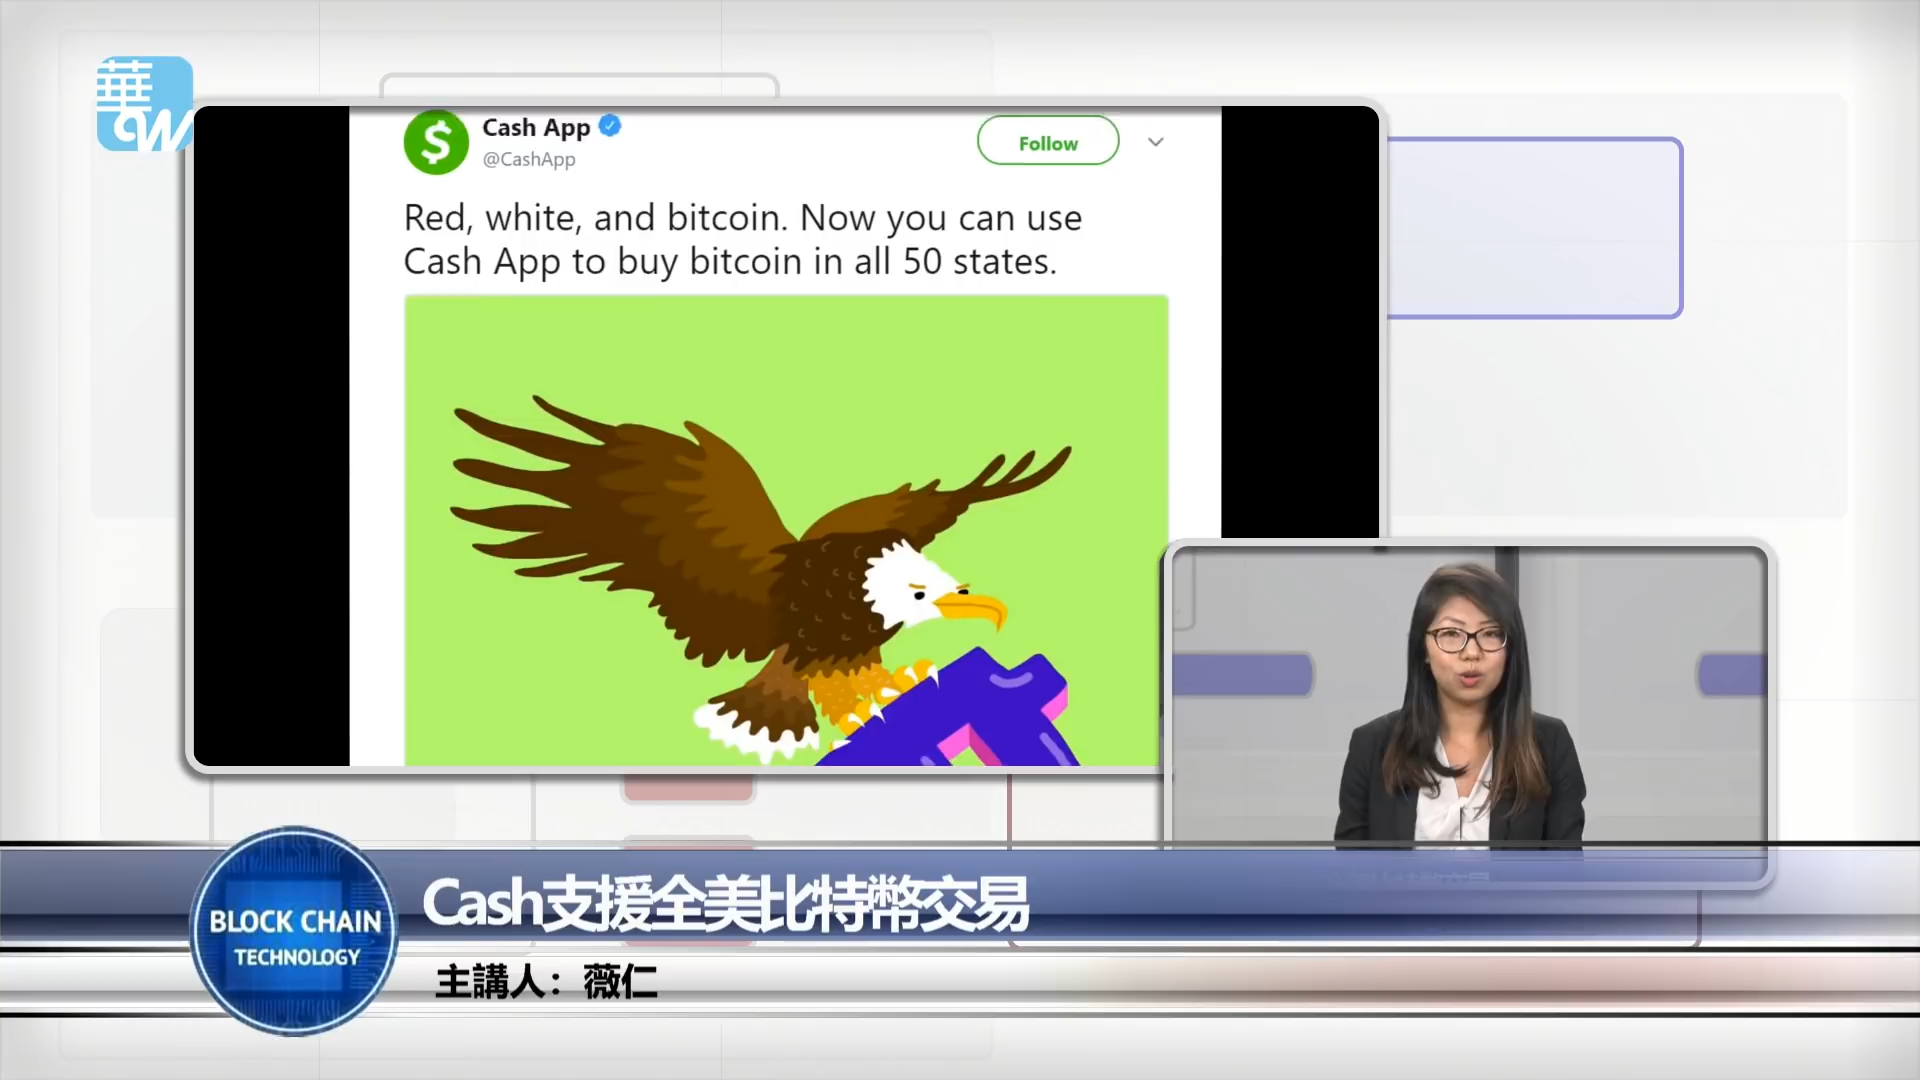 華
W
Cash App
@CashApp
Follow
Red, white, and bitcoin. Now you can use
Cash App to buy bitcoin in all 50 states.
BLOCK CHAIN
TECHNOLOGY
Cash支援全美比特幣交易
主講人：薇仁